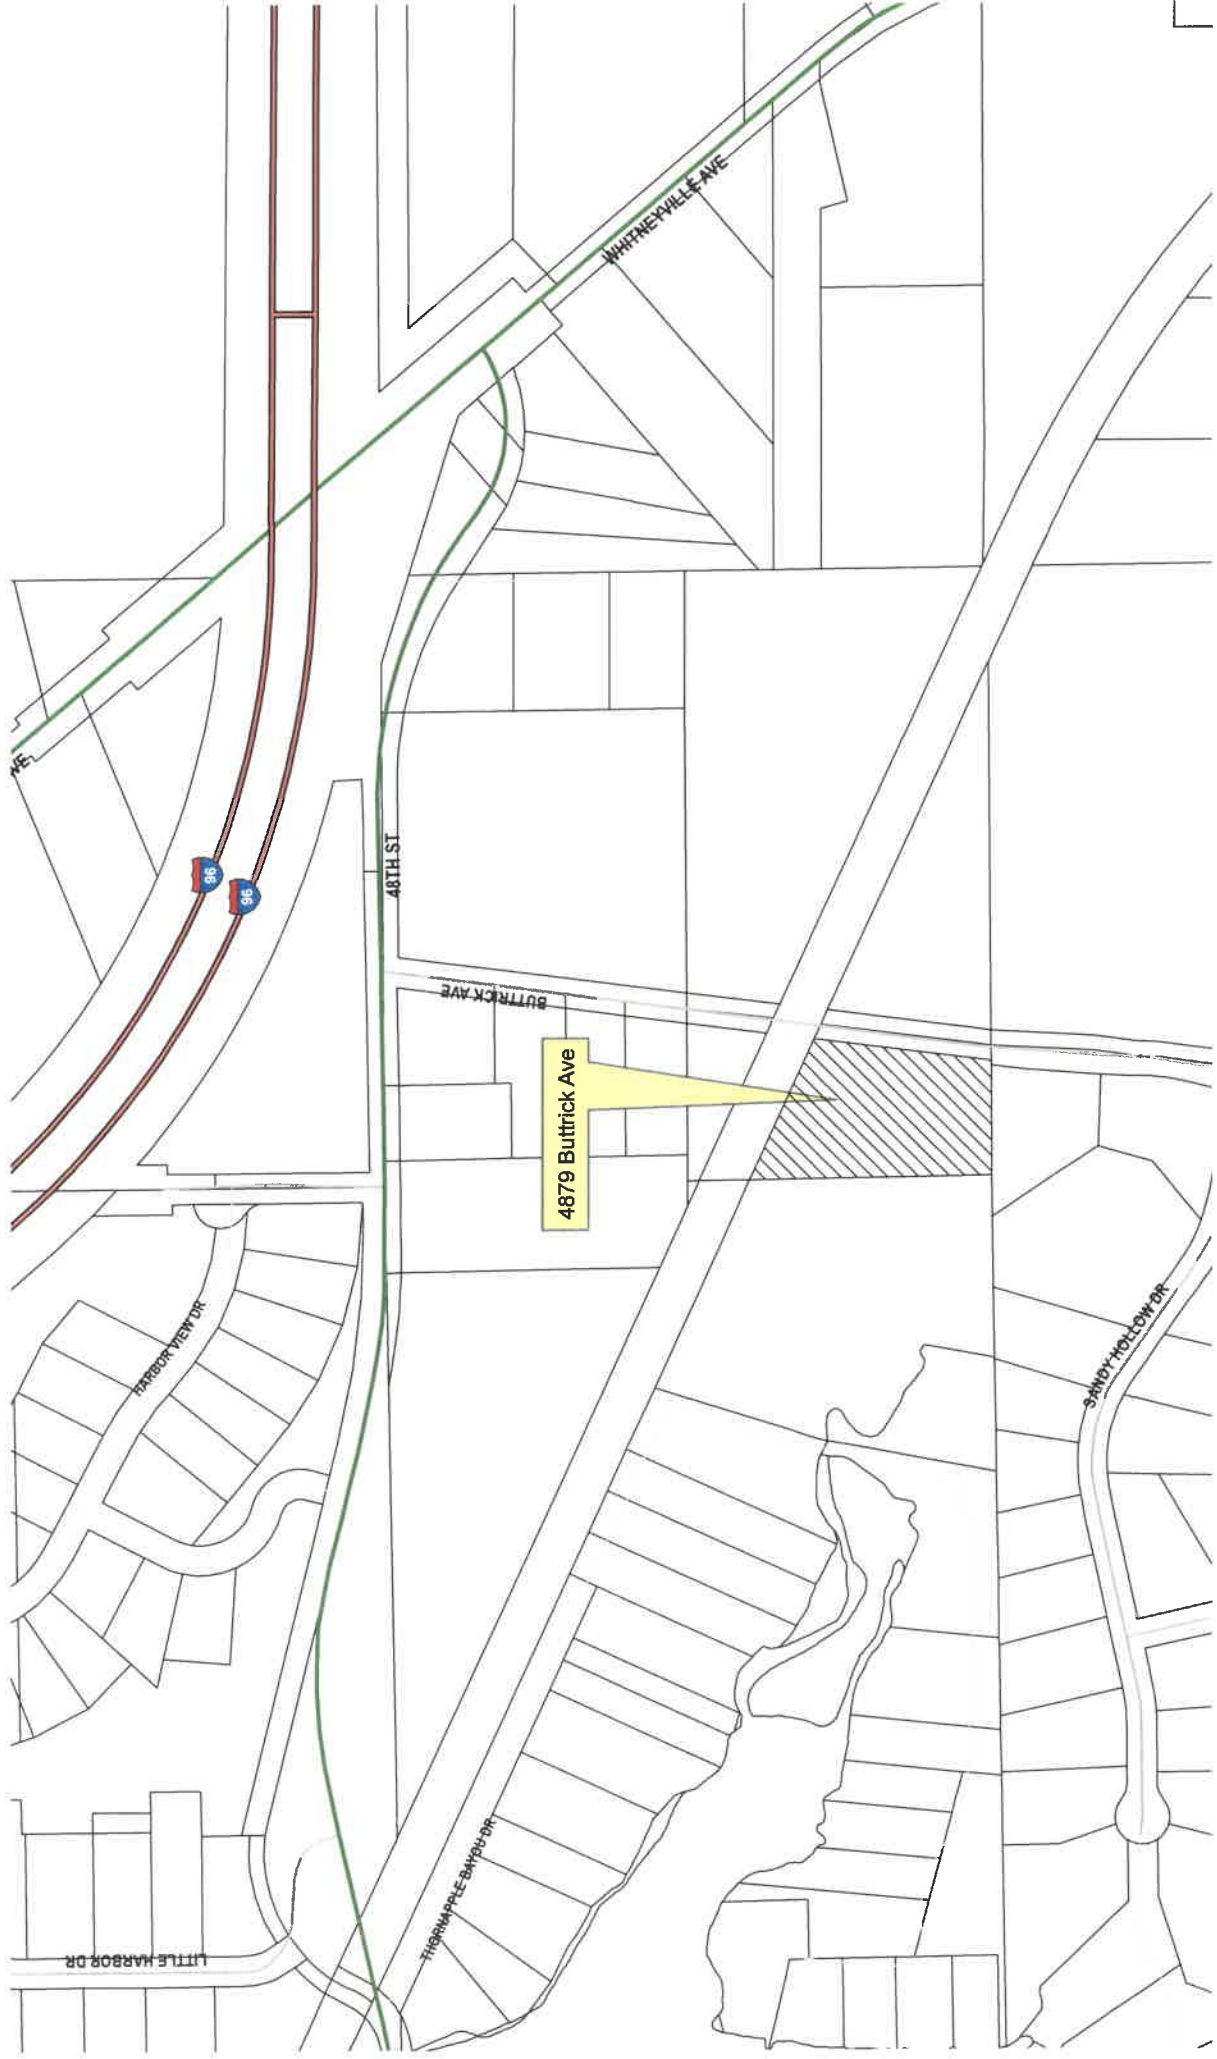 WHITNEYVILLE AVE
VE
96
96
48TH ST
BUTTRICK AVE
4879 Buttrick Ave
HARBOR VIEW DR
SANDY HOLLOW DR
THORNAPPLE BAYOU DR
LITTLE HARBOR DR